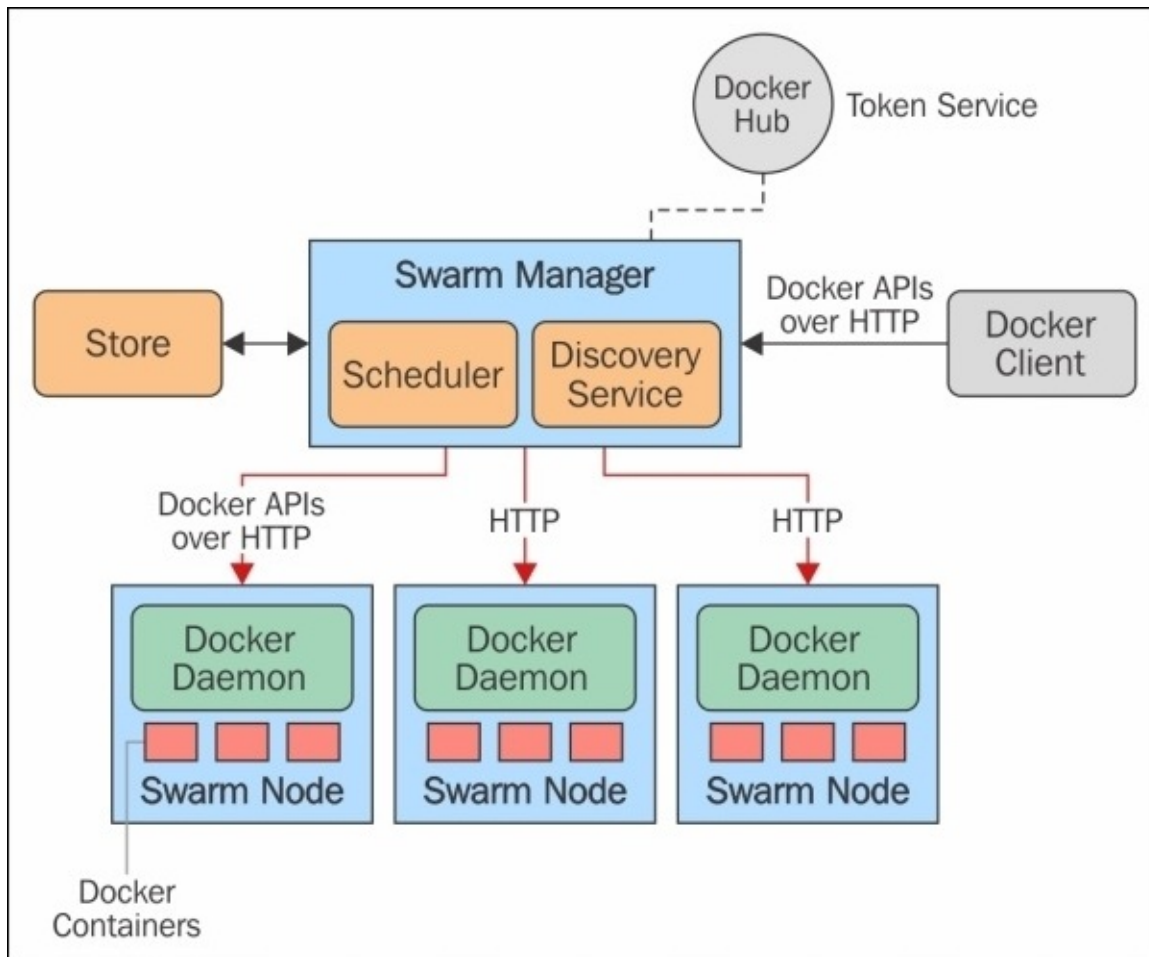 Docker
Hub
Token Service
Swarm Manager
Docker APIs
over HTTP
Store
Scheduler
Discovery
Service
Docker
Client
Docker APIs
over HTTP
HTTP
HTTP
Docker
Daemon
Docker
Daemon
Docker
Daemon
Swarm Node
Swarm Node
Swarm Node
Docker
Containers